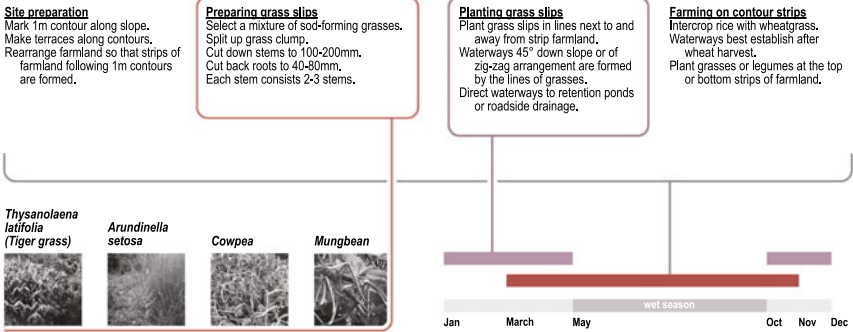 Site preparation
Mark 1m contour along slope.
Make terraces along contours.
Rearrange farmland so that strips of
farmland following 1m contours
are formed.
Preparing grass slips
Select a mixture of sod-forming grasses.
Split up grass clump.
Cut down stems to 100-200mm.
Cut back roots to 40-80mm.
Each stem consists 2-3 stems.
Planting grass slips
Plant grass slips in lines next to and
away from strip farmland.
Waterways 45° down slope or of
zig-zag arrangement are formed
by the lines of grasses.
Direct waterways to retention ponds
or roadside drainage.
Farming on contour strips
Intercrop rice with wheatgrass.
Waterways best establish after
wheat harvest.
Plant grasses or legumes at the top
or bottom strips of farmland.
Thysanolaena
latifolia
(Tiger grass)
Arundinella
setosa
Cowpea
Mungbean
wet season
Jan
March
May
Oct
Nov
Dec